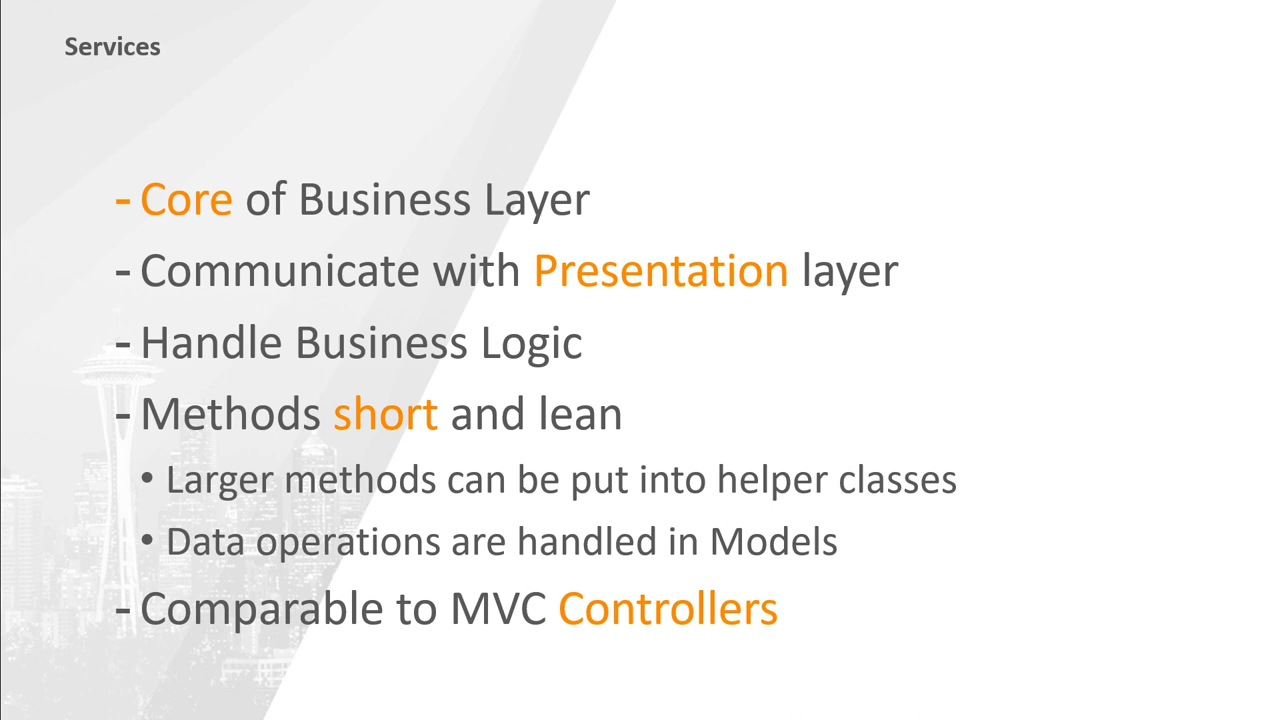 Services
- Core of Business Layer
- Communicate with Presentation layer
- Handle Business Logic
- Methods short and lean
• Larger methods can be put into helper classes
• Data operations are handled in Models
- Comparable to MVC Controllers